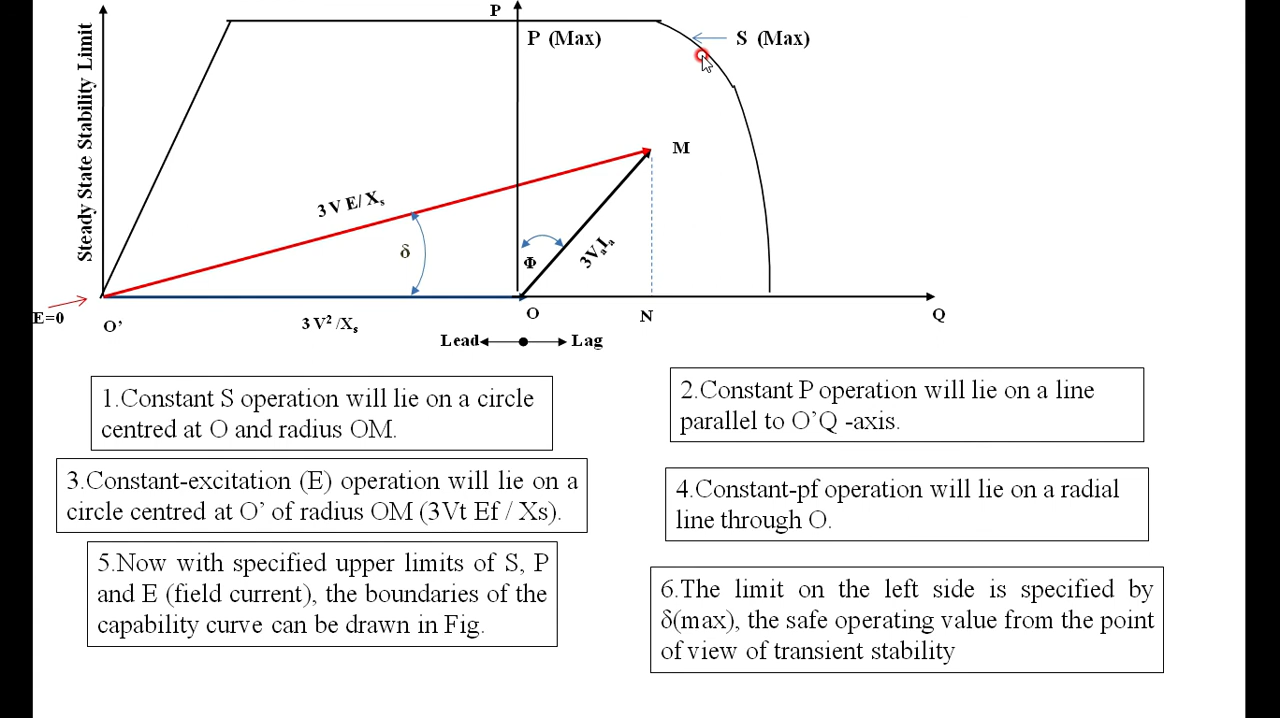 Steady State Stability Limit
P
P (Max)
S (Max)
M
3 V E/ Xs
δ
Φ
3VaIa
E=0
O’
3 V² /Xs
O
N
Q
Lead
Lag
1.Constant S operation will lie on a circle
centred at O and radius OM.
2.Constant P operation will lie on a line
parallel to O’Q -axis.
3.Constant-excitation (E) operation will lie on a
circle centred at O’ of radius OM (3Vt Ef / Xs).
4.Constant-pf operation will lie on a radial
line through O.
5.Now with specified upper limits of S, P
and E (field current), the boundaries of the
capability curve can be drawn in Fig.
6.The limit on the left side is specified by
δ(max), the safe operating value from the point
of view of transient stability